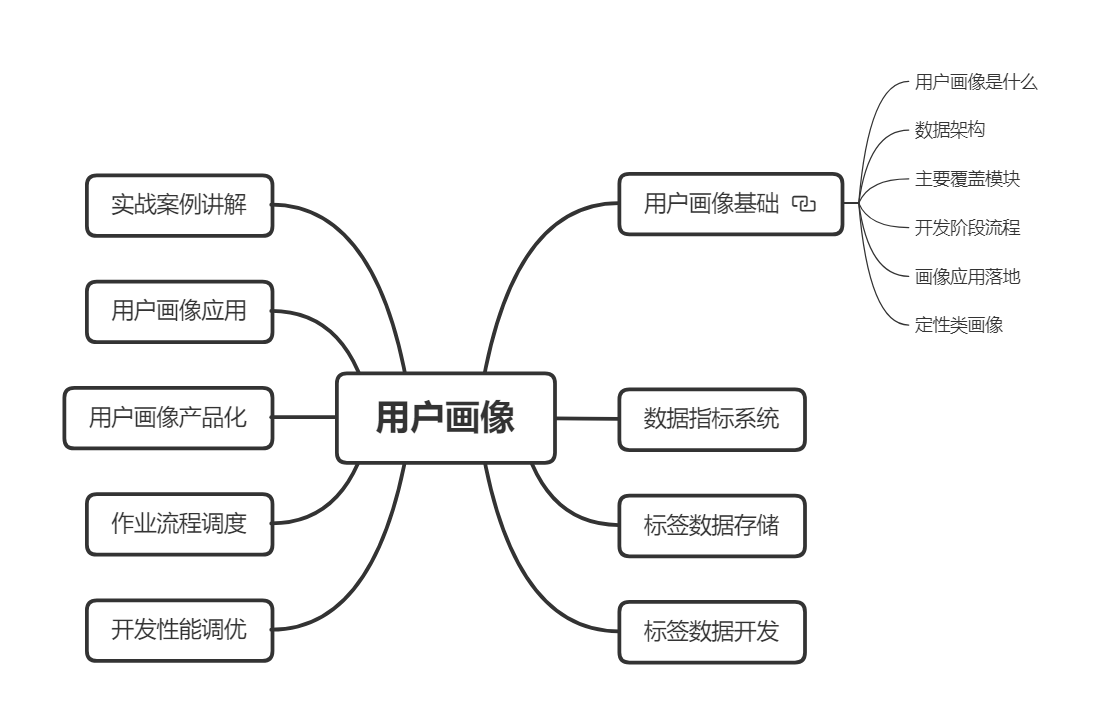 用户画像
用户画像基础
用户画像是什么
数据架构
主要覆盖模块
开发阶段流程
画像应用落地
定性类画像
数据指标系统
标签数据存储
标签数据开发
开发性能调优
作业流程调度
用户画像产品化
用户画像应用
实战案例讲解